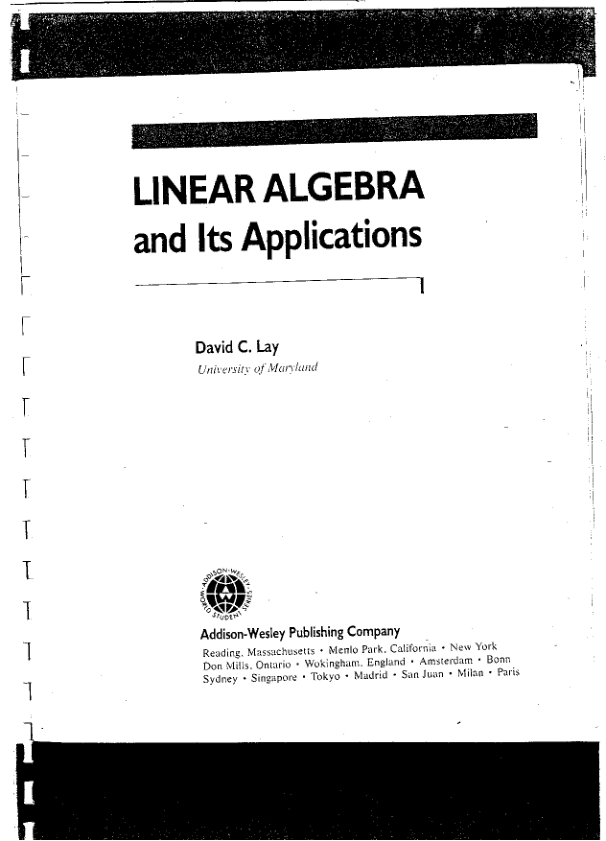 LINEAR ALGEBRA
and Its Applications
David C. Lay
University of Maryland
ADDISON-WESLEY
WORLD STUDENT SERIES
Addison-Wesley Publishing Company
Reading, Massachusetts • Menlo Park, California • New York
Don Mills, Ontario • Wokingham, England • Amsterdam • Bonn
Sydney • Singapore • Tokyo • Madrid • San Juan • Milan • Paris